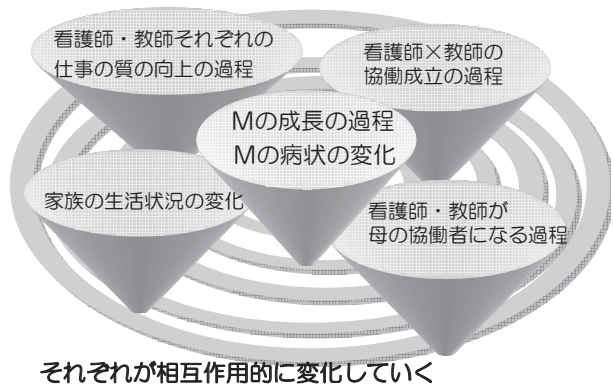 看護師・教師それぞれの
仕事の質の向上の過程
看護師×教師の
協働成立の過程
Mの成長の過程
Mの病状の変化
家族の生活状況の変化
看護師・教師が
母の協働者になる過程
それぞれが相互作用的に変化していく